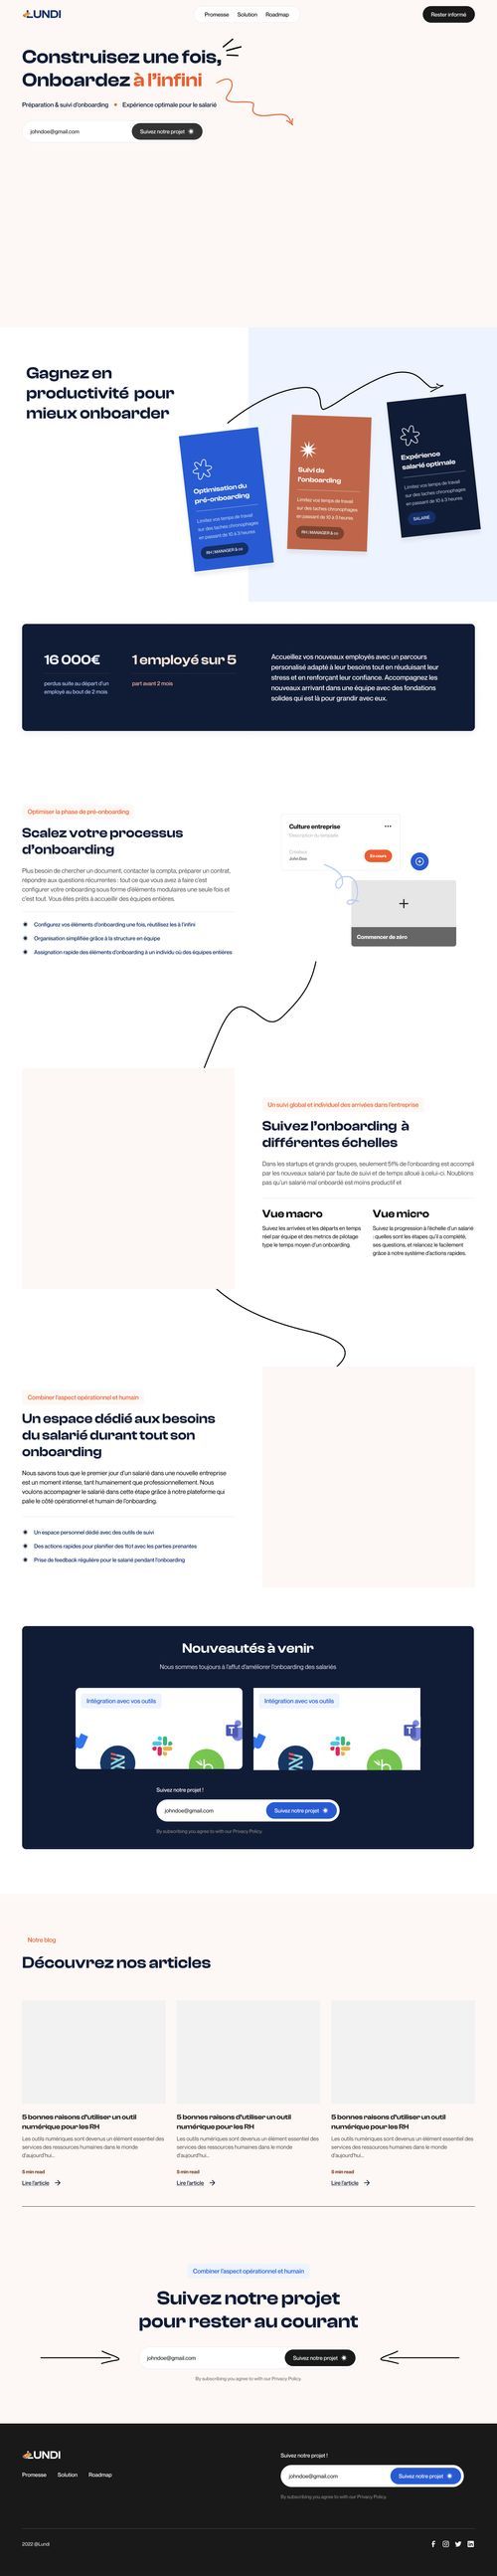 LUNDI
Promesse Solution Roadmap
Rester informé
Construisez une fois,
Onboardez à l'infini
Préparation & suivi d'onboarding Expérience optimale pour le salarié
johndoe@gmail.com
Suivez notre projet
Gagnez en
productivité pour
mieux onboarder
Optimisation du
pré-onboarding
Limitez vos temps de travail
sur des taches chronophages
en passant de 10 à 3 heures
RH | MANAGER & co
Suivi de
l'onboarding
Limitez vos temps de travail
sur des taches chronophages
en passant de 10 à 3 heures
RH | MANAGER & co
Expérience
salarié optimale
Limitez vos temps de travail
sur des taches chronophages
en passant de 10 à 3 heures
SALARIÉ
16 000€
perdus suite au départ d'un
employé au bout de 2 mois
1 employé sur 5
part avant 2 mois
Accueillez vos nouveaux employés avec un parcours
personalisé adapté à leur besoins tout en réduisant leur
stress et en renforçant leur confiance. Accompagnez les
nouveaux arrivant dans une équipe avec des fondations
solides qui est là pour grandir avec eux.
Optimiser la phase de pré-onboarding
Scalez votre processus
d'onboarding
Plus besoin de chercher un document, contacter la compta, préparer un contrat,
répondre aux questions récurrentes : tout ce que vous avez à faire c'est
configurer votre onboarding sous forme d'éléments modulaires une seule fois et
c'est tout. Vous êtes prêts à accueillir des équipes entières.
Configurez vos éléments d'onboarding une fois, réutilisez les à l'infini
Organisation simplifiée grâce à la structure en équipe
Assignation rapide des éléments d'onboarding à un individu où des équipes entières
Culture entreprise
Description du template
Créateur
John Doe
En cours
Commencer de zéro
Un suivi global et individuel des arrivées dans l'entreprise
Suivez l'onboarding à
différentes échelles
Dans les startups et grands groupes, seulement 51% de l'onboarding est accompli
par les nouveaux salarié par faute de suivi et de temps alloué à celui-ci. N'oublions
pas qu'un salarié mal onboardé est moins productif et
Vue macro
Suivez les arrivées et les départs en temps
réel par équipe et des metrics de pilotage
type le temps moyen d'un onboarding.
Vue micro
Suivez la progression à l'échelle d'un salarié
: quelles sont les étapes qu'il a complété,
ses questions, et relancez le facilement
grâce à notre système d'actions rapides.
Combiner l'aspect opérationnel et humain
Un espace dédié aux besoins
du salarié durant tout son
onboarding
Nous savons tous que le premier jour d'un salarié dans une nouvelle entreprise
est un moment intense, tant humainement que professionnellement. Nous
voulons accompagner le salarié dans cette étape grâce à notre plateforme qui
palie le côté opérationnel et humain de l'onboarding.
Un espace personnel dédié avec des outils de suivi
Des actions rapides pour planifier des 1to1 avec les parties prenantes
Prise de feedback régulière pour le salarié pendant l'onboarding
Nouveautés à venir
Nous sommes toujours à l'affut d'améliorer l'onboarding des salariés
Intégration avec vos outils
Intégration avec vos outils
Suivez notre projet !
johndoe@gmail.com
Suivez notre projet
By subscribing you agree to with our Privacy Policy
Notre blog
Découvrez nos articles
5 bonnes raisons d'utiliser un outil
numérique pour les RH
Les outils numériques sont devenus un élément essentiel des
services des ressources humaines dans le monde
d'aujourd'hui...
5 min read
Lire l'article
5 bonnes raisons d'utiliser un outil
numérique pour les RH
Les outils numériques sont devenus un élément essentiel des
services des ressources humaines dans le monde
d'aujourd'hui...
5 min read
Lire l'article
5 bonnes raisons d'utiliser un outil
numérique pour les RH
Les outils numériques sont devenus un élément essentiel des
services des ressources humaines dans le monde
d'aujourd'hui...
5 min read
Lire l'article
Combiner l'aspect opérationnel et humain
Suivez notre projet
pour rester au courant
johndoe@gmail.com
Suivez notre projet
By subscribing you agree to with our Privacy Policy.
LUNDI
Promesse Solution Roadmap
Suivez notre projet !
johndoe@gmail.com
Suivez notre projet
By subscribing you agree to with our Privacy Policy.
2022 @Lundi